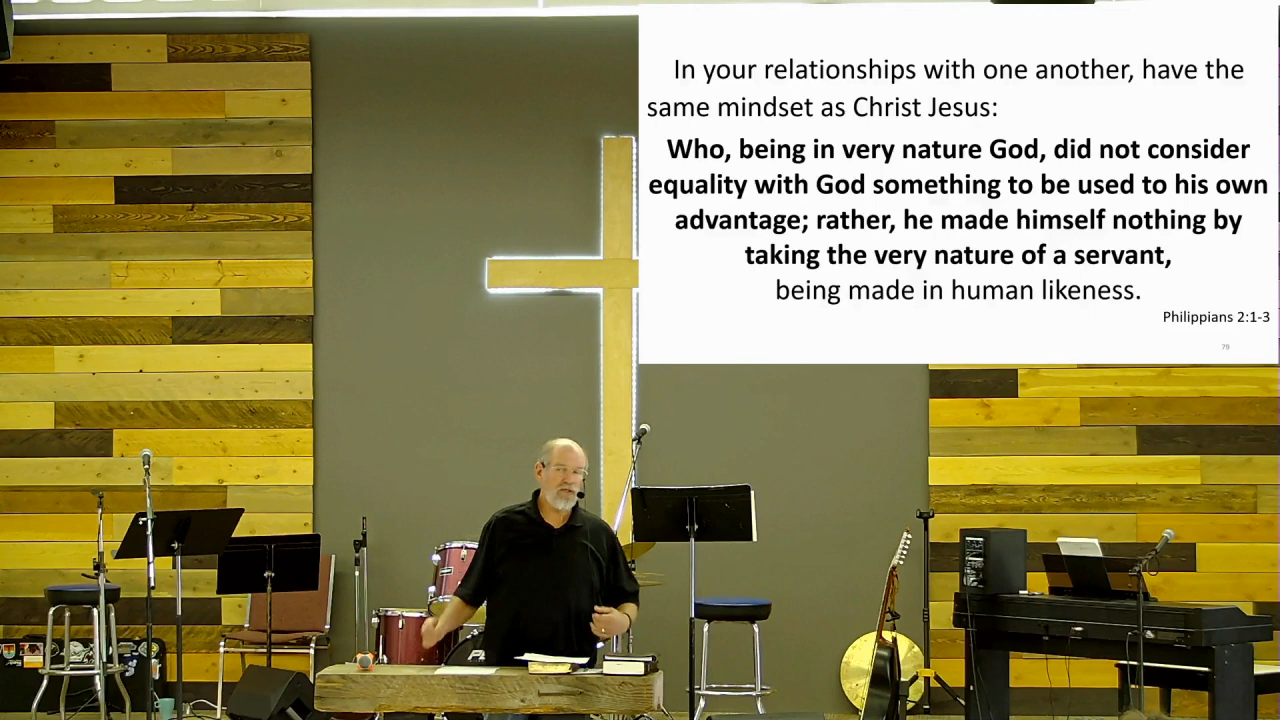 In your relationships with one another, have the
same mindset as Christ Jesus:
Who, being in very nature God, did not consider
equality with God something to be used to his own
advantage; rather, he made himself nothing by
taking the very nature of a servant,
being made in human likeness.
Philippians 2:1-3
79